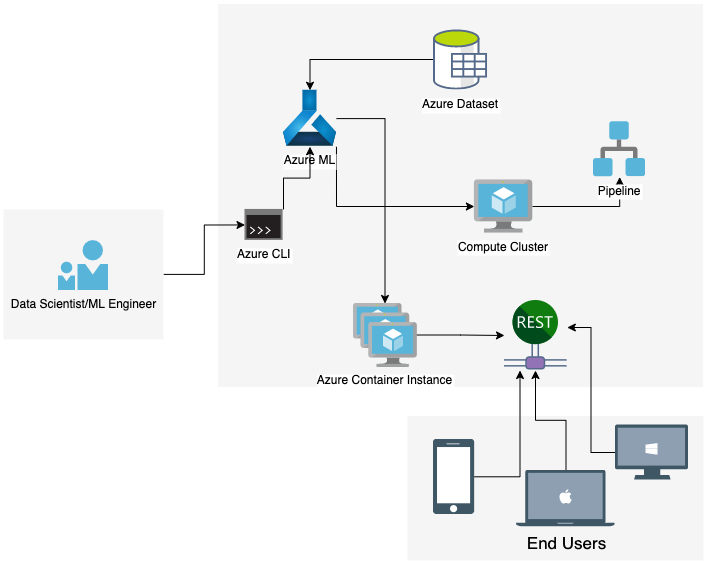 Azure Dataset
Azure ML
Pipeline
Compute Cluster
>>>
Azure CLI
Data Scientist/ML Engineer
REST
Azure Container Instance
End Users